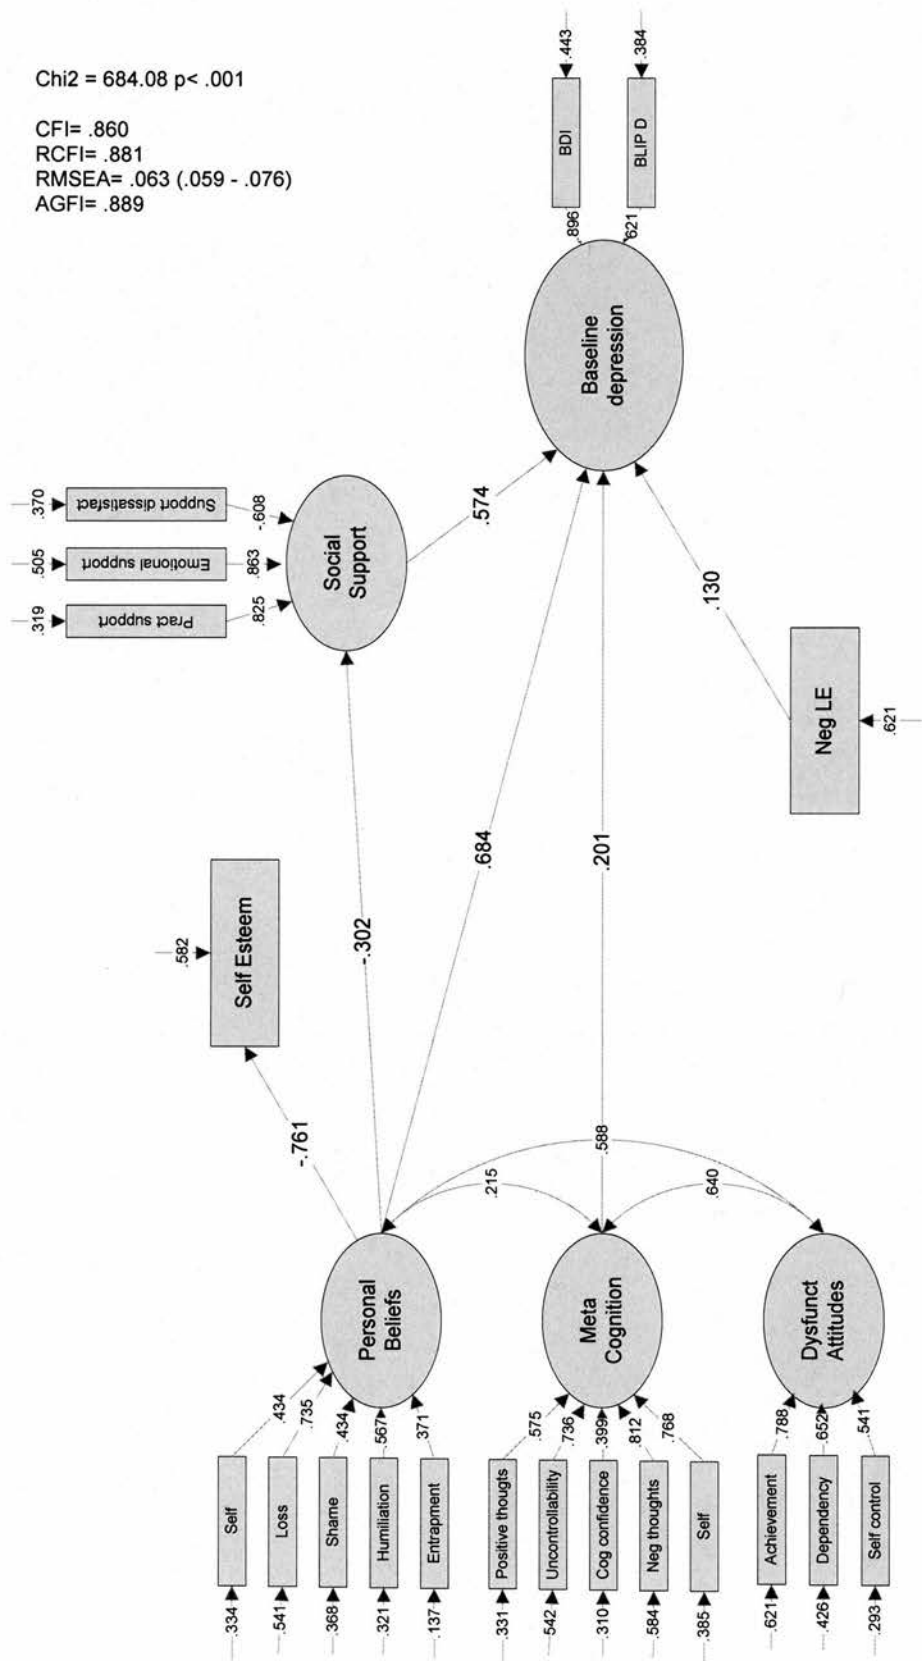 Chi2 = 684.08 p< .001
CFI= .860
RCFI= .881
RMSEA= .063 (.059 - .076)
AGFI= .889
.334
Self
.434
.541
Loss
.735
.368
Shame
.434
.321
Humiliation
.567
.137
Entrapment
.371
Personal
Beliefs
.331
Positive thougts
.575
.542
Uncontrollability
.736
.310
Cog confidence
.399
.584
Neg thoughts
.812
.385
Self
.768
Meta
Cognition
.621
Achievement
.788
.426
Dependency
.652
.293
Self control
.541
Dysfunct
Attitudes
.215
.588
.640
-.761
.582
Self Esteem
-.302
.684
.201
.130
Neg LE
.621
.319
Pract support
.825
.505
Emotional support
.863
.370
Support dissatisfact
-.608
Social
Support
.574
Baseline
depression
.896
BDI
.443
.621
BLIP D
.384